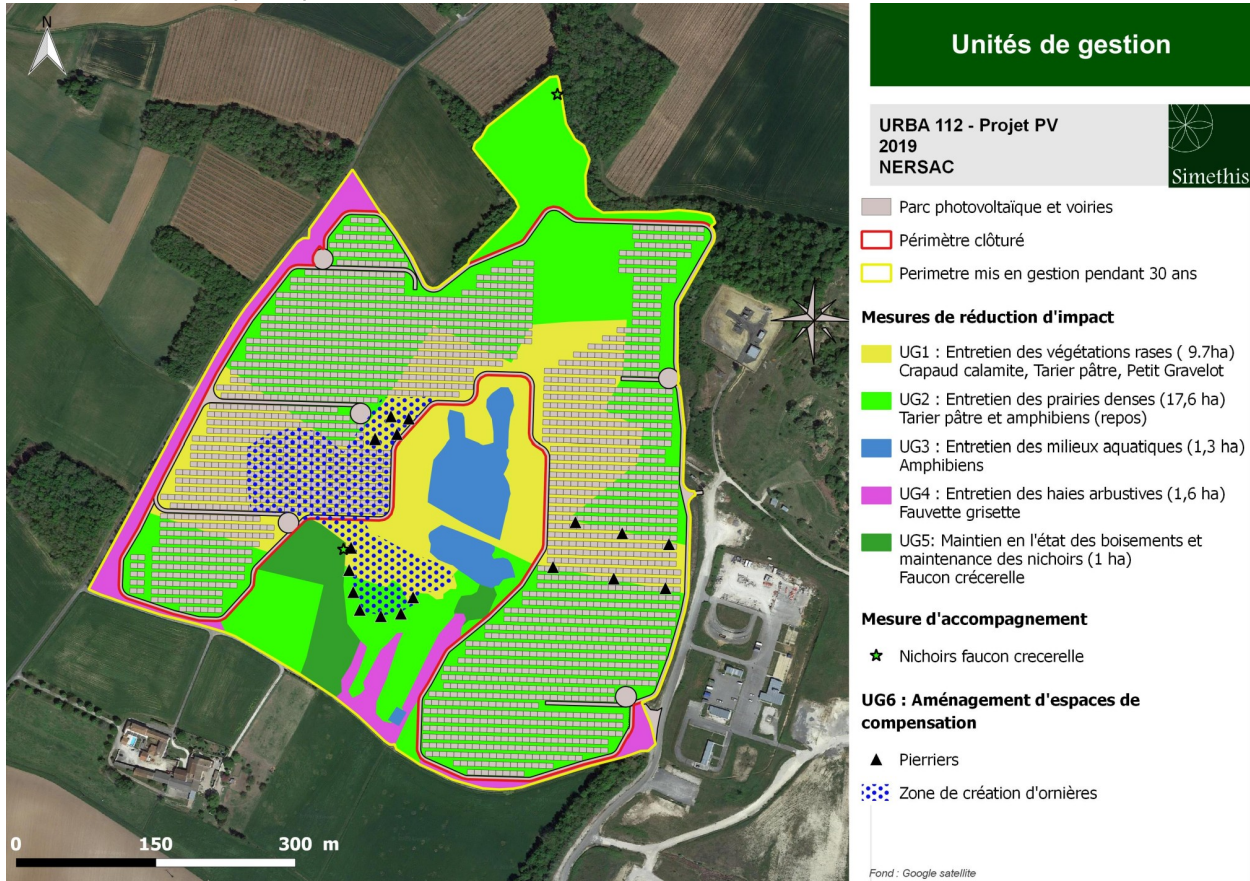 N
0 150 300 m
Unités de gestion
URBA 112 - Projet PV
2019
NERSAC
Simethis
Parc photovoltaïque et voiries
Périmètre clôturé
Perimetre mis en gestion pendant 30 ans
Mesures de réduction d'impact
UG1 : Entretien des végétations rases ( 9.7ha)
Crapaud calamite, Tarier pâtre, Petit Gravelot
UG2 : Entretien des prairies denses (17,6 ha)
Tarier pâtre et amphibiens (repos)
UG3 : Entretien des milieux aquatiques (1,3 ha)
Amphibiens
UG4 : Entretien des haies arbustives (1,6 ha)
Fauvette grisette
UG5: Maintien en l'état des boisements et
maintenance des nichoirs (1 ha)
Faucon crécerelle
Mesure d'accompagnement
Nichoirs faucon crecerelle
UG6 : Aménagement d'espaces de
compensation
Pierriers
Zone de création d'ornières
Fond : Google satellite